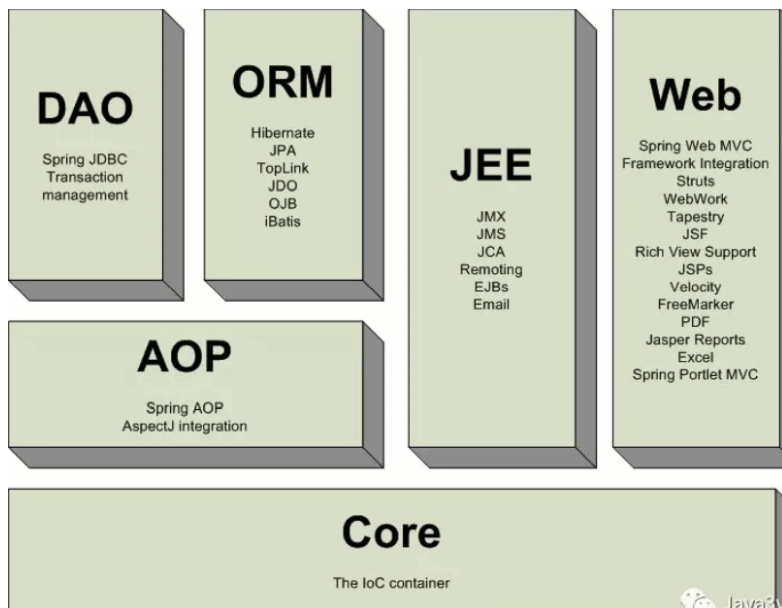 DAO
Spring JDBC
Transaction
management
ORM
Hibernate
JPA
TopLink
JDO
OJB
iBatis
JEE
JMX
JMS
JCA
Remoting
EJBs
Email
Web
Spring Web MVC
Framework Integration
Struts
WebWork
Tapestry
JSF
Rich View Support
JSPs
Velocity
FreeMarker
PDF
Jasper Reports
Excel
Spring Portlet MVC
AOP
Spring AOP
AspectJ integration
Core
The IoC container